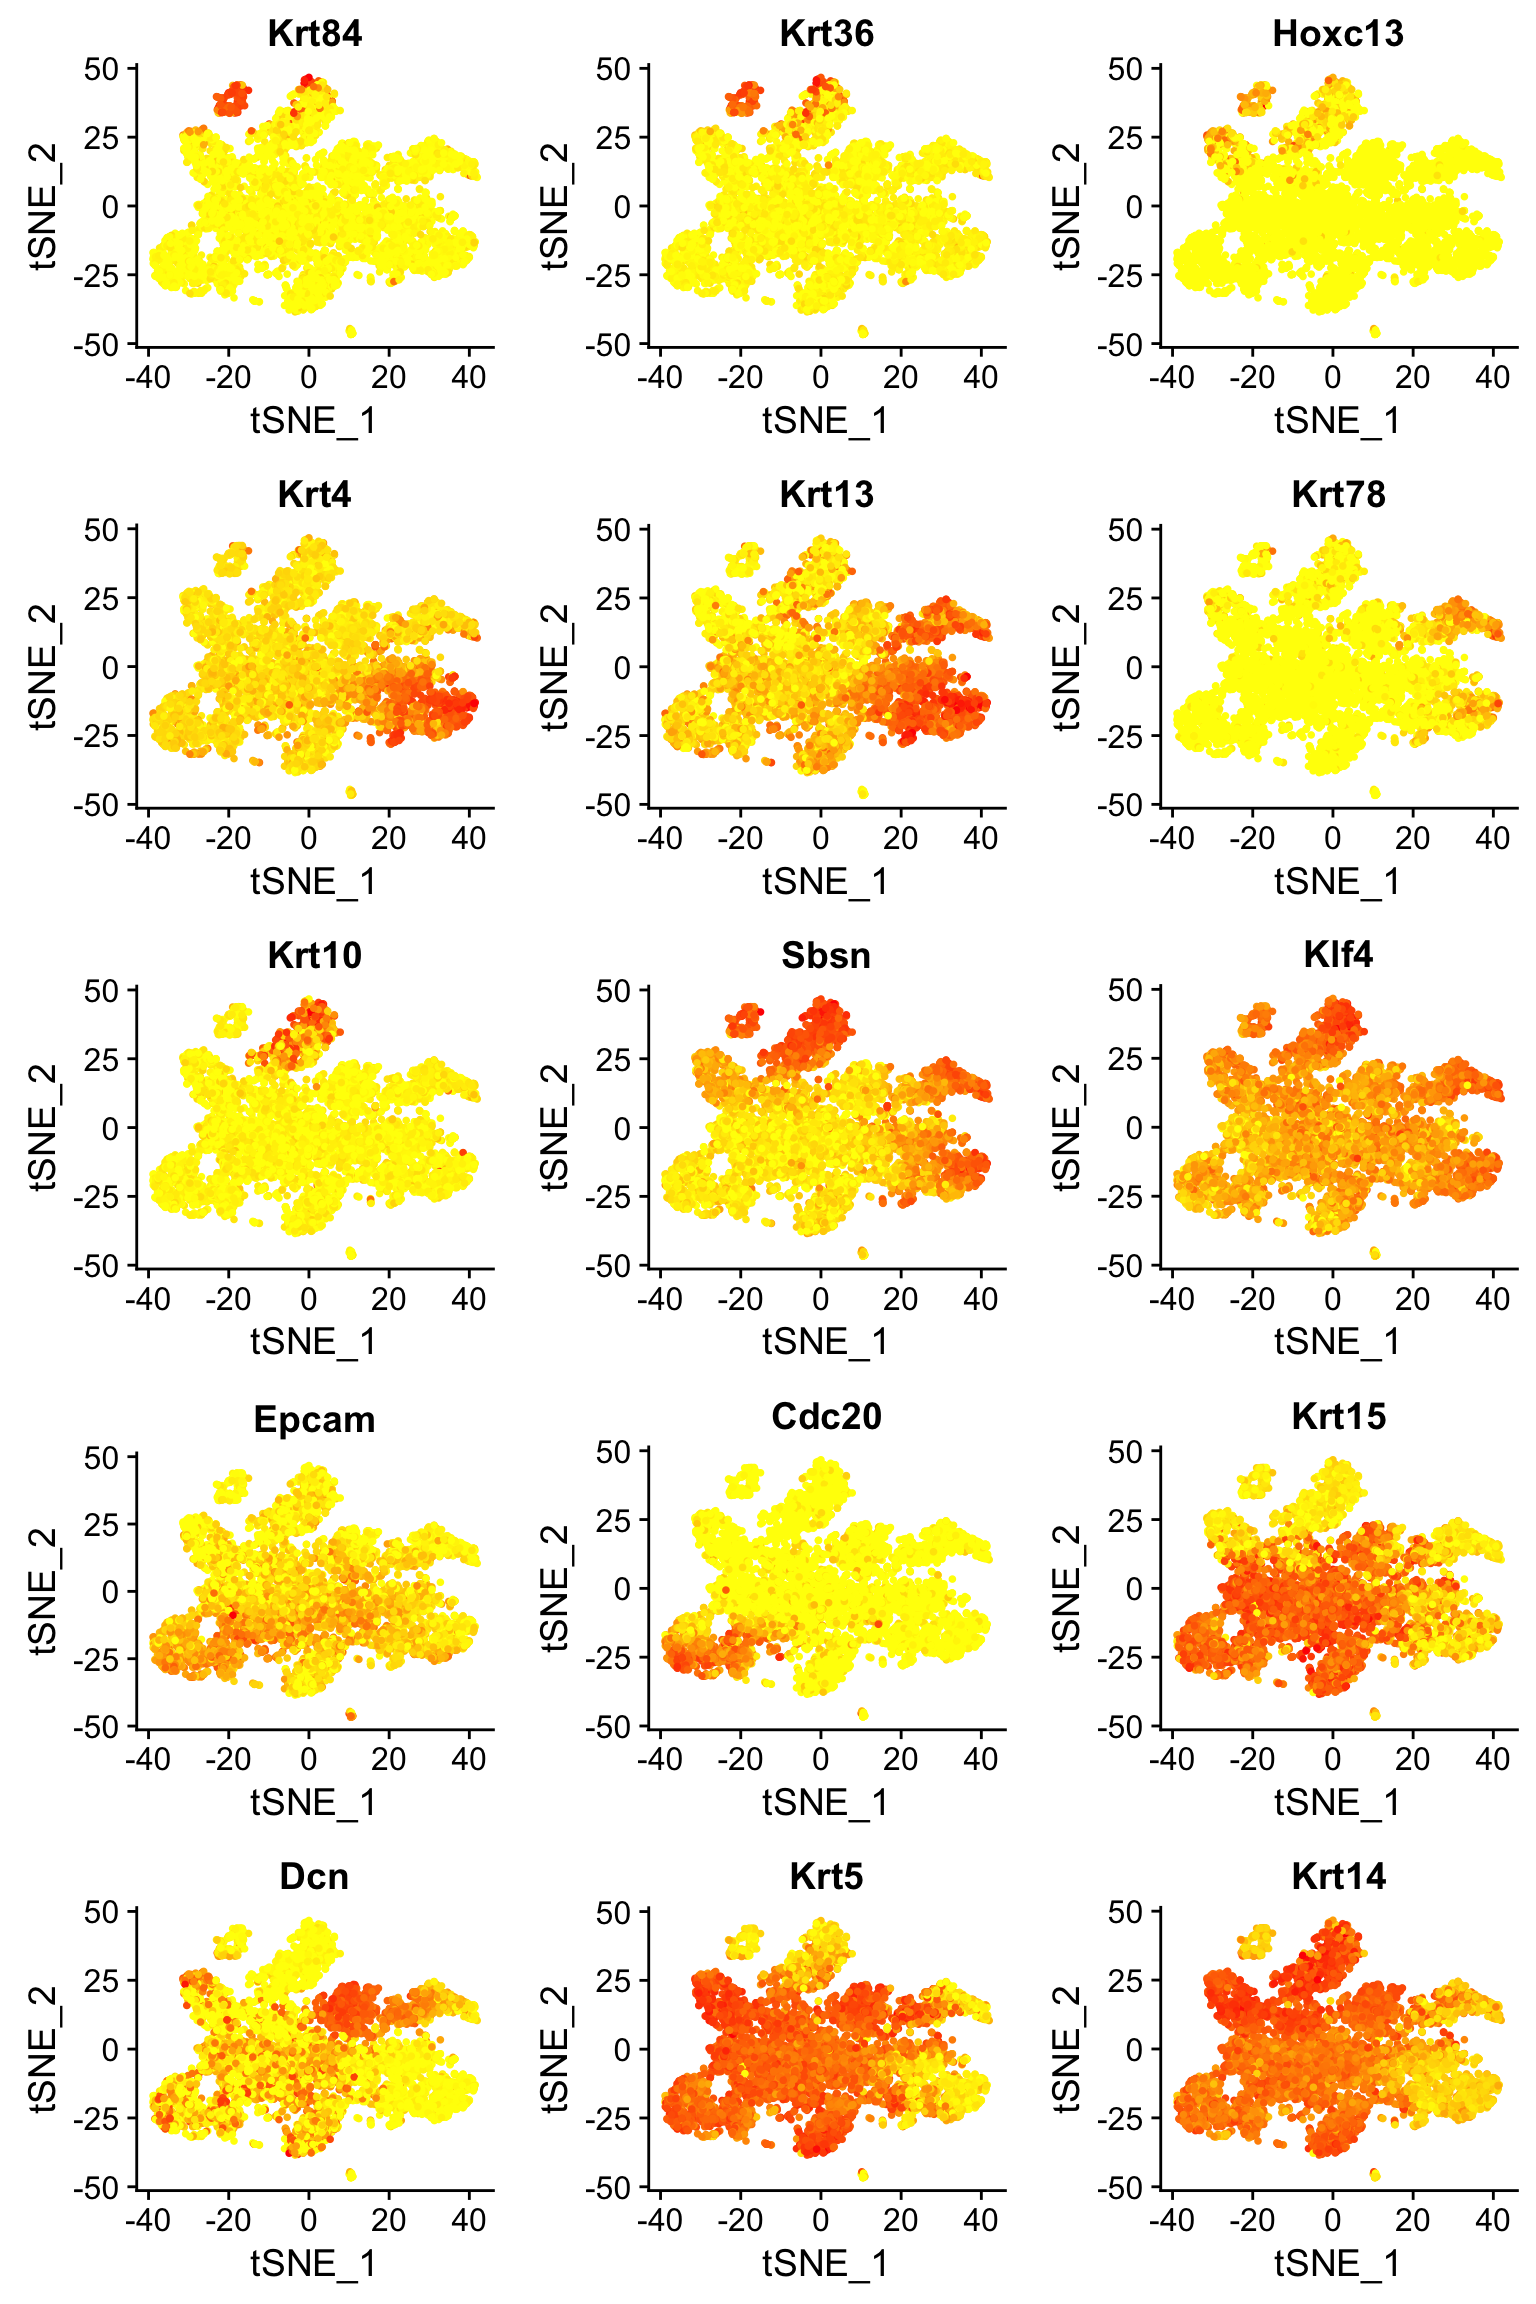 Krt84 Krt36 Hoxc13
50 50 50
25 25 25
0 0 0
-25 -25 -25
-50 -50 -50
tSNE_2 tSNE_2 tSNE_2
-40 -20 0 20 40 -40 -20 0 20 40 -40 -20 0 20 40
tSNE_1 tSNE_1 tSNE_1
Krt4 Krt13 Krt78
50 50 50
25 25 25
0 0 0
-25 -25 -25
-50 -50 -50
tSNE_2 tSNE_2 tSNE_2
-40 -20 0 20 40 -40 -20 0 20 40 -40 -20 0 20 40
tSNE_1 tSNE_1 tSNE_1
Krt10 Sbsn Klf4
50 50 50
25 25 25
0 0 0
-25 -25 -25
-50 -50 -50
tSNE_2 tSNE_2 tSNE_2
-40 -20 0 20 40 -40 -20 0 20 40 -40 -20 0 20 40
tSNE_1 tSNE_1 tSNE_1
Epcam Cdc20 Krt15
50 50 50
25 25 25
0 0 0
-25 -25 -25
-50 -50 -50
tSNE_2 tSNE_2 tSNE_2
-40 -20 0 20 40 -40 -20 0 20 40 -40 -20 0 20 40
tSNE_1 tSNE_1 tSNE_1
Dcn Krt5 Krt14
50 50 50
25 25 25
0 0 0
-25 -25 -25
-50 -50 -50
tSNE_2 tSNE_2 tSNE_2
-40 -20 0 20 40 -40 -20 0 20 40 -40 -20 0 20 40
tSNE_1 tSNE_1 tSNE_1